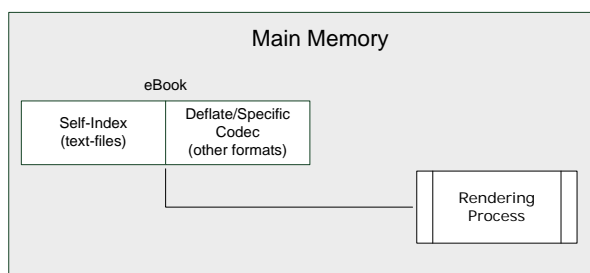 Main Memory
eBook
Self-Index
(text-files)
Deflate/Specific
Codec
(other formats)
Rendering
Process